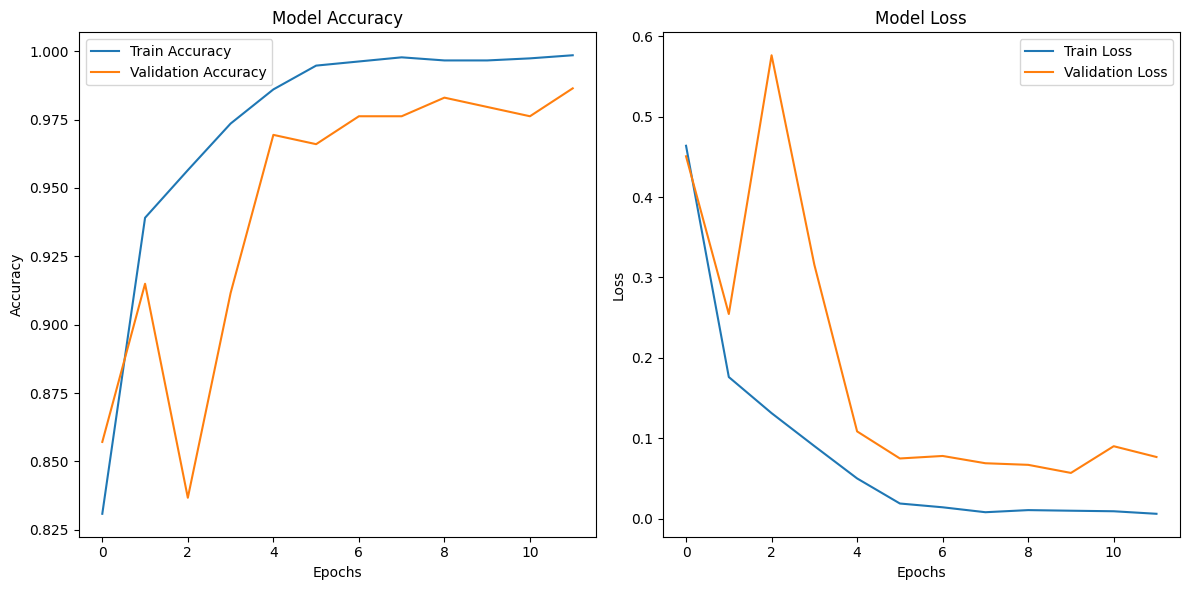 Model Accuracy
Train Accuracy
Validation Accuracy
1.000
0.975
0.950
0.925
0.900
0.875
0.850
0.825
Accuracy
0 2 4 6 8 10
Epochs
Model Loss
Train Loss
Validation Loss
0.6
0.5
0.4
0.3
0.2
0.1
0.0
Loss
0 2 4 6 8 10
Epochs